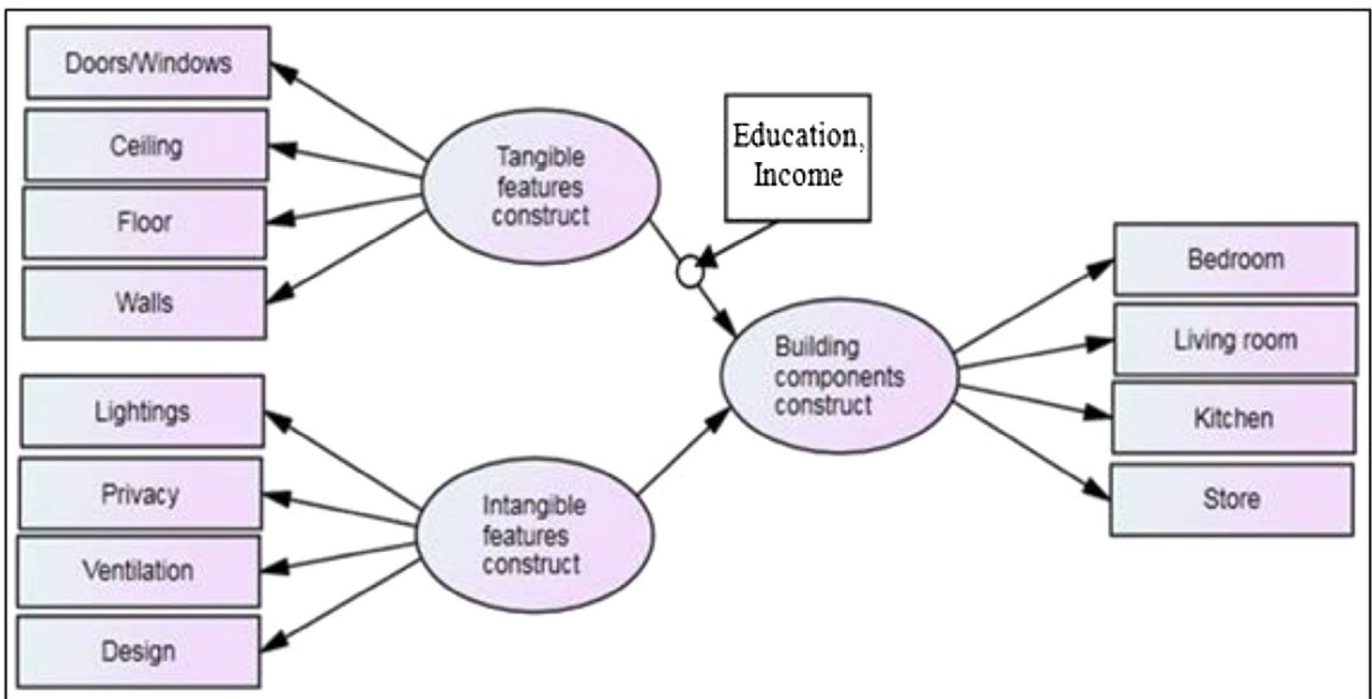 Doors/Windows
Ceiling
Floor
Walls
Tangible
features
construct
Education,
Income
Lightings
Privacy
Ventilation
Design
Intangible
features
construct
Building
components
construct
Bedroom
Living room
Kitchen
Store